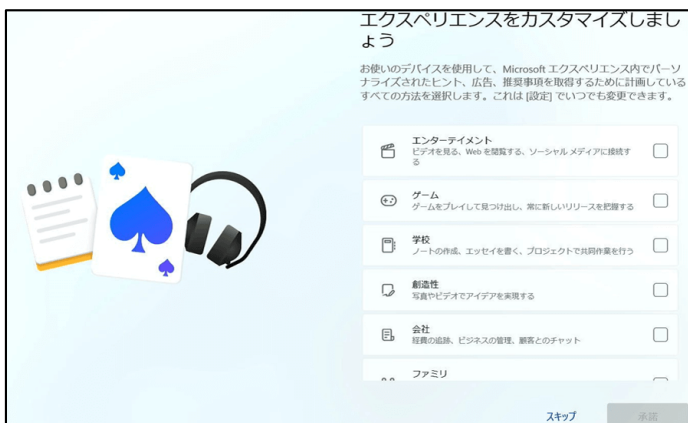 エクスペリエンスをカスタマイズしまし
ょう
お使いのデバイスを使用して、Microsoft エクスペリエンス内でパーソ
ナライズされたヒント、広告、推奨事項を取得するために計画している
すべての方法を選択します。これは [設定] でいつでも変更できます。
エンターテイメント
ビデオを見る、Web を閲覧する、ソーシャル メディアに接続す
る
ゲーム
ゲームをプレイして見つけ出し、常に新しいリリースを把握する
学校
ノートの作成、エッセイを書く、プロジェクトで共同作業を行う
創造性
写真やビデオでアイデアを実現する
会社
経費の追跡、ビジネスの管理、顧客とのチャット
ファミリ
スキップ
承諾